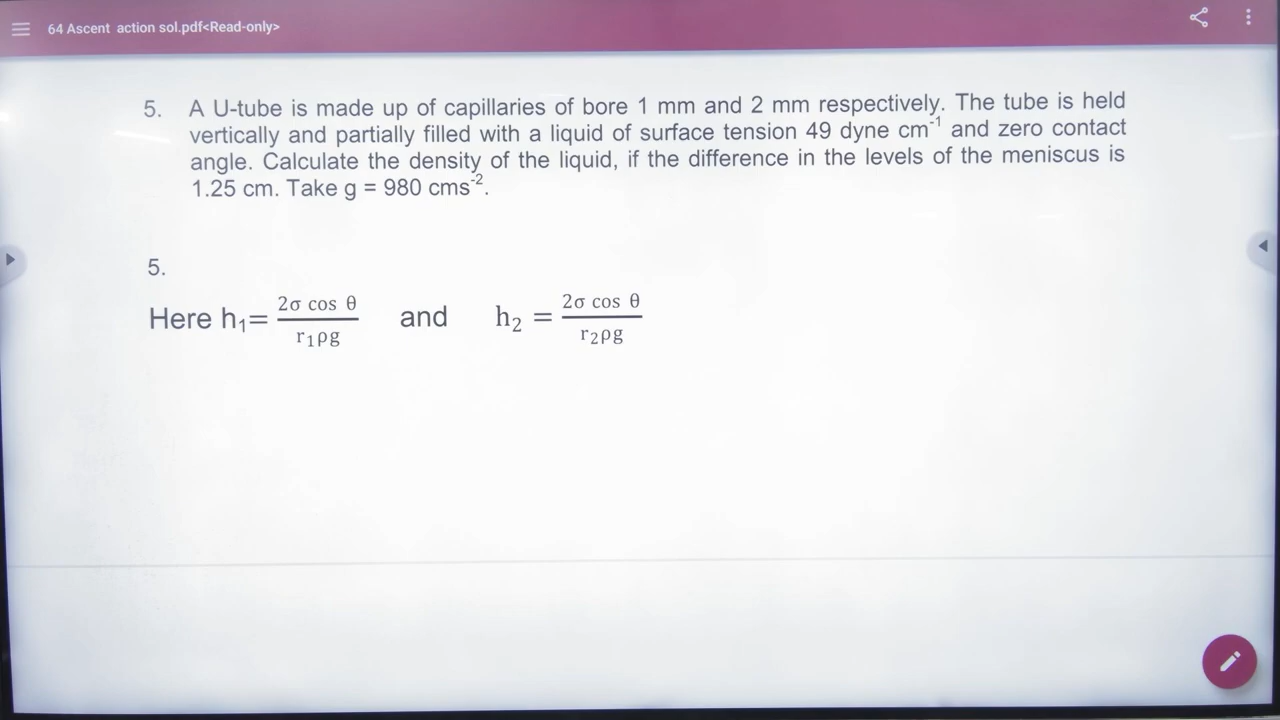 64 Ascent action sol.pdf<Read-only>
5. A U-tube is made up of capillaries of bore 1 mm and 2 mm respectively. The tube is held
vertically and partially filled with a liquid of surface tension 49 dyne cm⁻¹ and zero contact
angle. Calculate the density of the liquid, if the difference in the levels of the meniscus is
1.25 cm. Take g = 980 cms⁻².
5.
Here h₁= 2σ cos θ / r₁ρg and h₂ = 2σ cos θ / r₂ρg